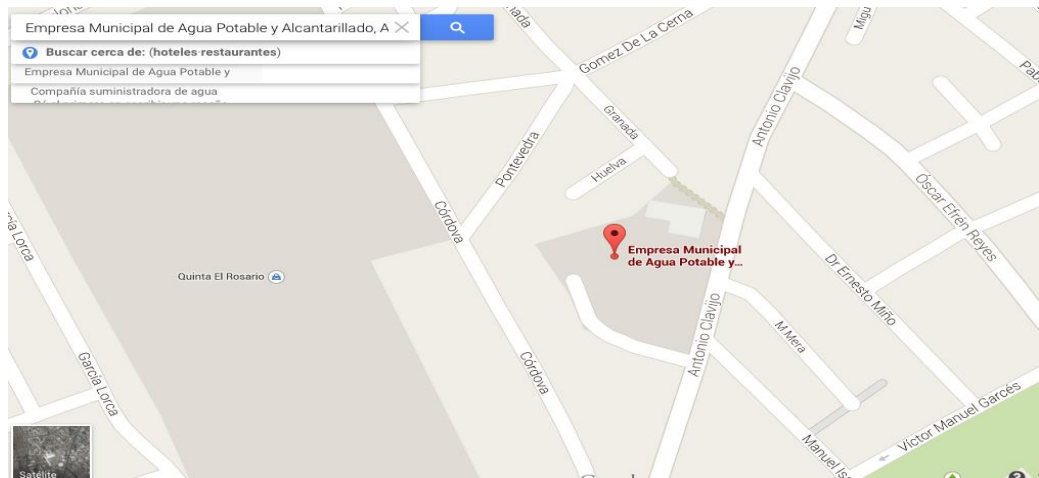 Empresa Municipal de Agua Potable y Alcantarillado, A
Buscar cerca de: (hoteles·restaurantes)
Empresa Municipal de Agua Potable y
Compañía suministradora de agua
Granada
Gomez De La Cerna
Antonio Clavijo
Granada
Huelva
Pontevedra
Córdova
Óscar Efrén Reyes
Empresa Municipal
de Agua Potable y...
Quinta El Rosario
Dr Ernesto Miño
Antonio Clavijo
M.Mera
García Lorca
Córdova
Víctor Manuel Garcés
Satélite